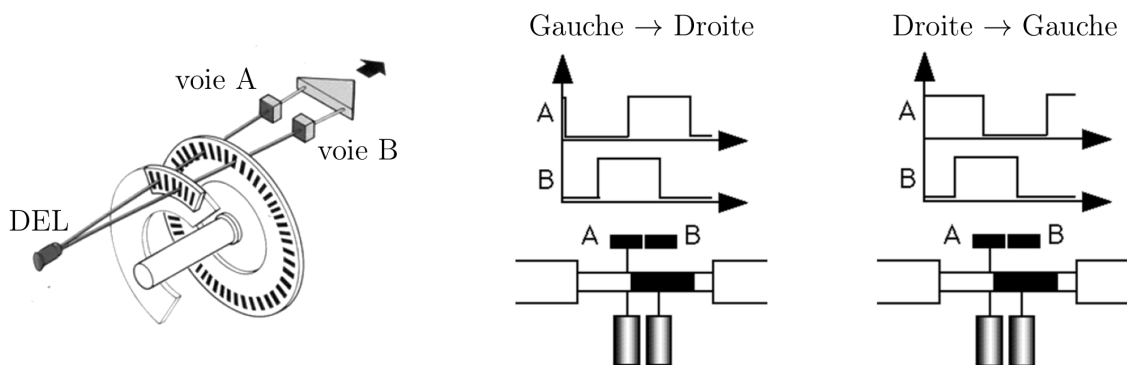 voie A
voie B
DEL
Gauche → Droite
A
B
A B
Droite → Gauche
A
B
A B